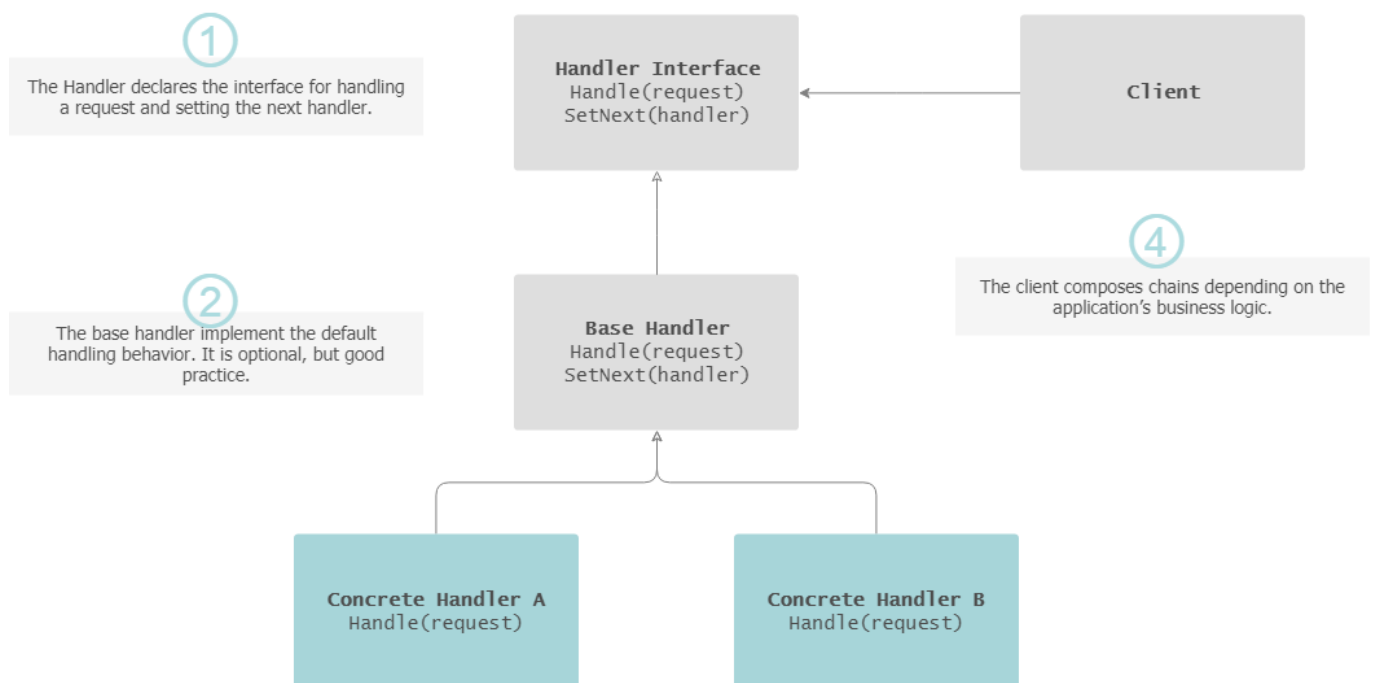 1
The Handler declares the interface for handling
a request and setting the next handler.
Handler Interface
Handle(request)
SetNext(handler)
Client
2
The base handler implement the default
handling behavior. It is optional, but good
practice.
Base Handler
Handle(request)
SetNext(handler)
4
The client composes chains depending on the
application's business logic.
Concrete Handler A
Handle(request)
Concrete Handler B
Handle(request)